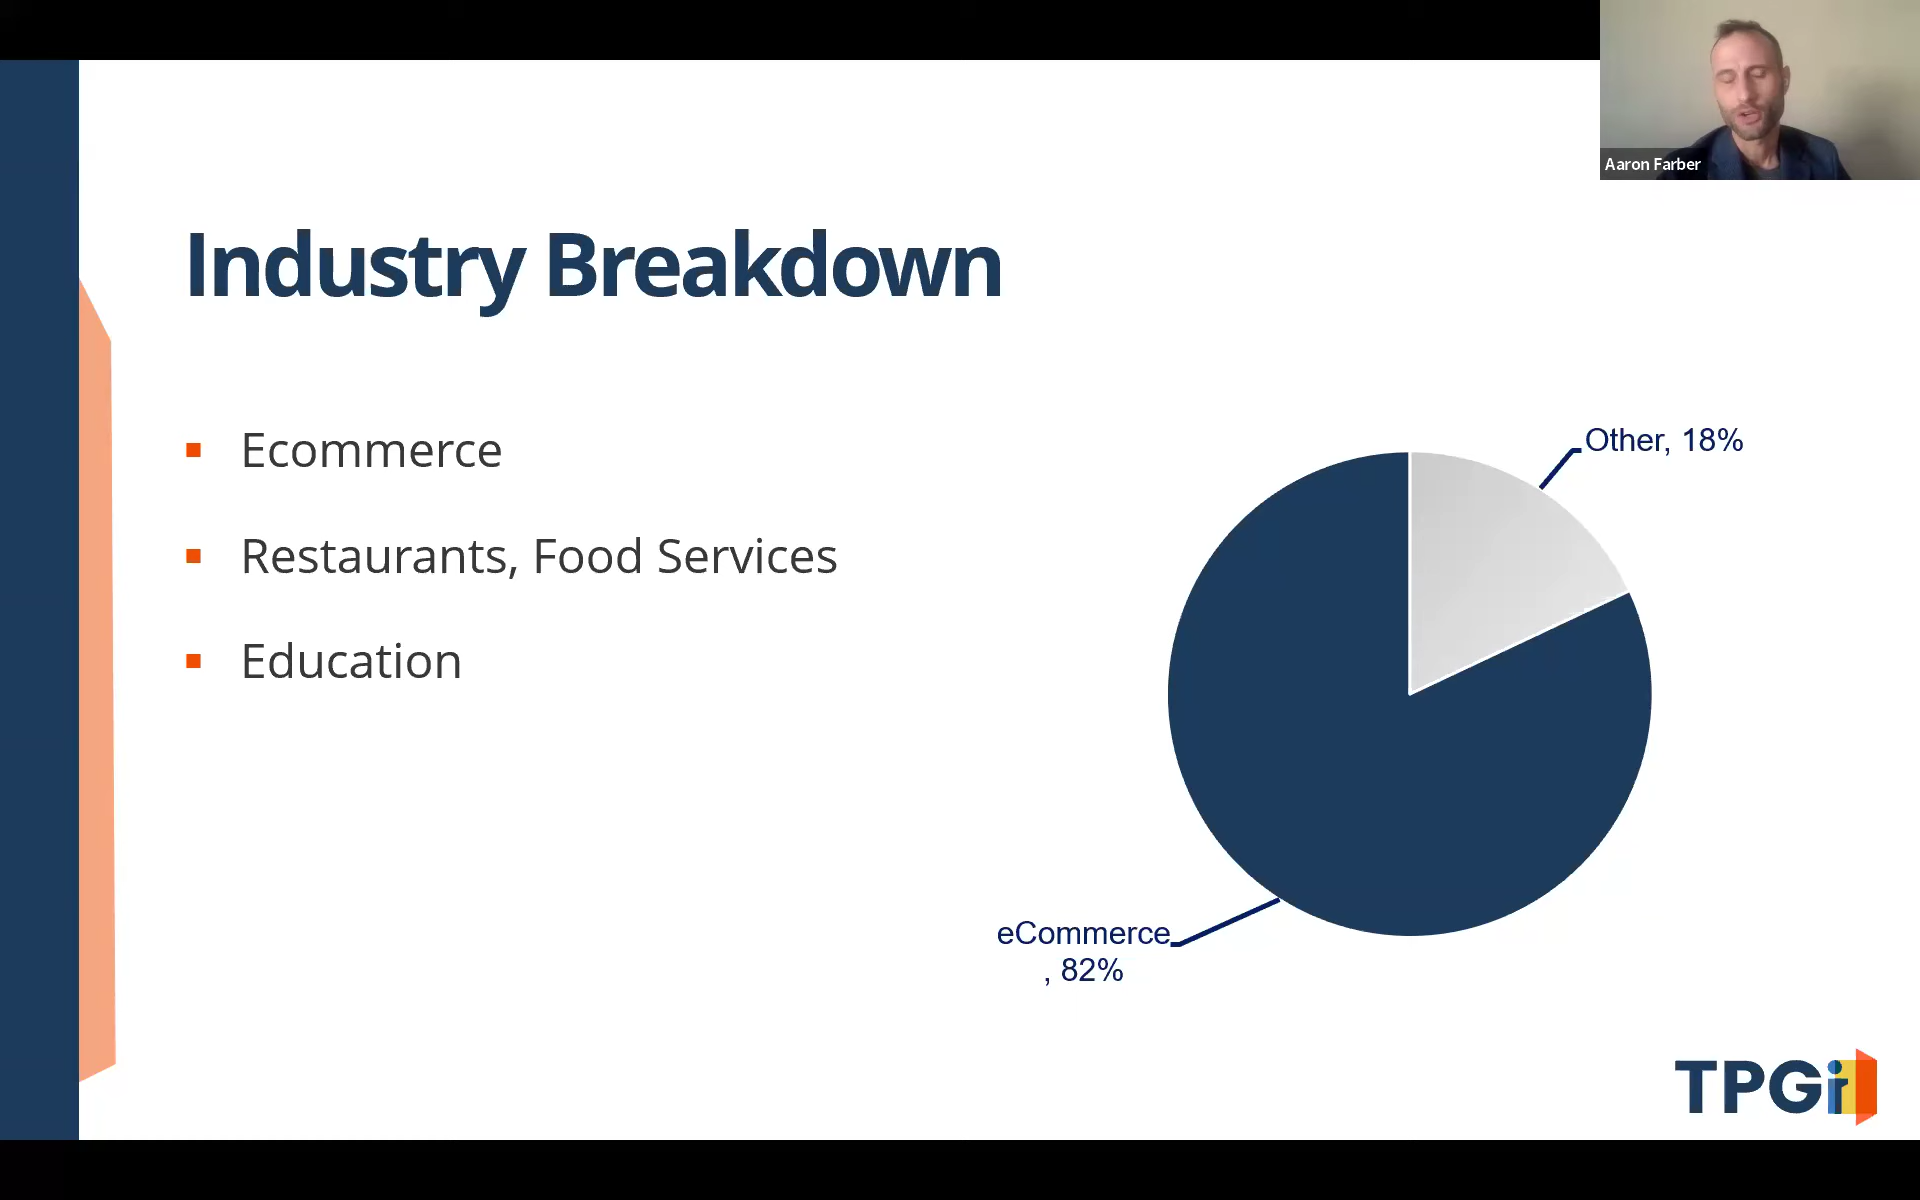 Aaron Farber
Industry Breakdown
Ecommerce
Restaurants, Food Services
Education
Other, 18%
eCommerce
, 82%
TPGi